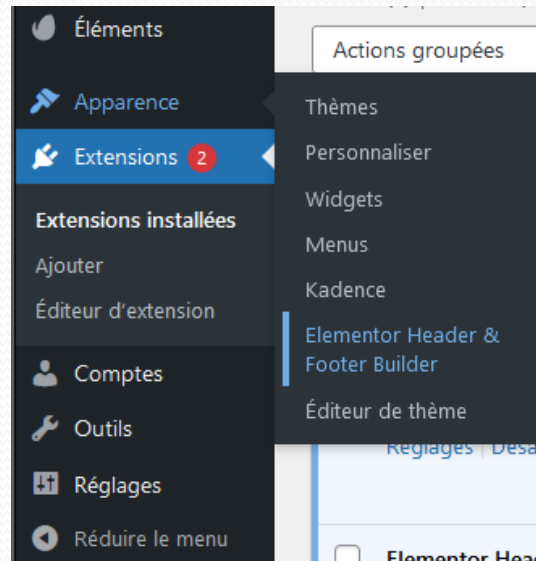 Éléments
Actions groupées
Apparence
Thèmes
Extensions 2
Personnaliser
Widgets
Extensions installées
Menus
Ajouter
Kadence
Éditeur d'extension
Elementor Header &
Footer Builder
Comptes
Éditeur de thème
Outils
Réglages
Réglages
Réduire le menu
Elementor